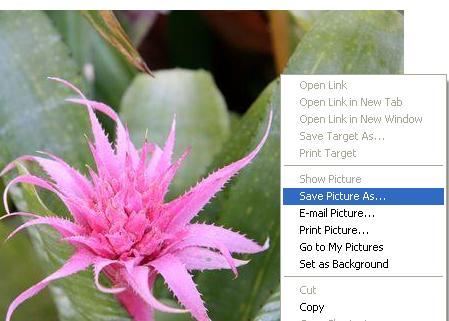 Open Link
Open Link in New Tab
Open Link in New Window
Save Target As...
Print Target
Show Picture
Save Picture As...
E-mail Picture...
Print Picture...
Go to My Pictures
Set as Background
Cut
Copy